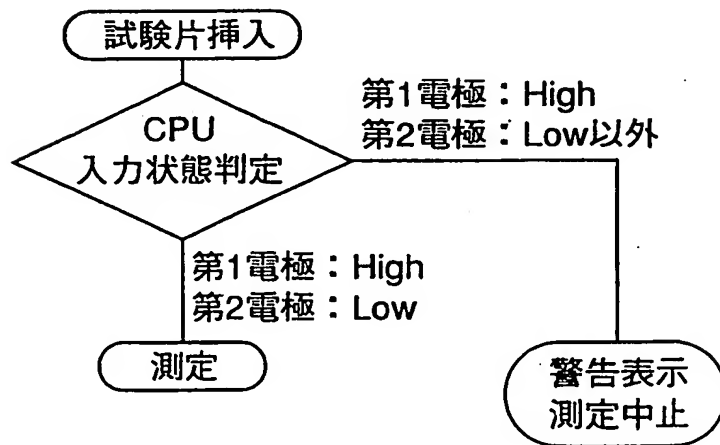 試験片挿入
CPU
入力状態判定
第1電極：High
第2電極：Low以外
第1電極：High
第2電極：Low
測定
警告表示
測定中止